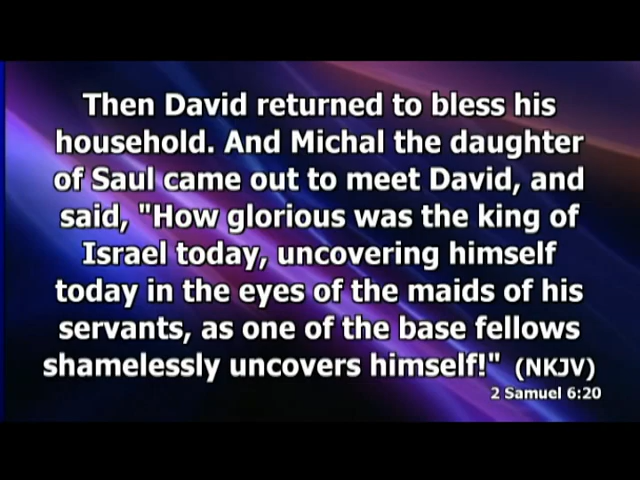 Then David returned to bless his
household. And Michal the daughter
of Saul came out to meet David, and
said, "How glorious was the king of
Israel today, uncovering himself
today in the eyes of the maids of his
servants, as one of the base fellows
shamelessly uncovers himself!" (NKJV)
2 Samuel 6:20